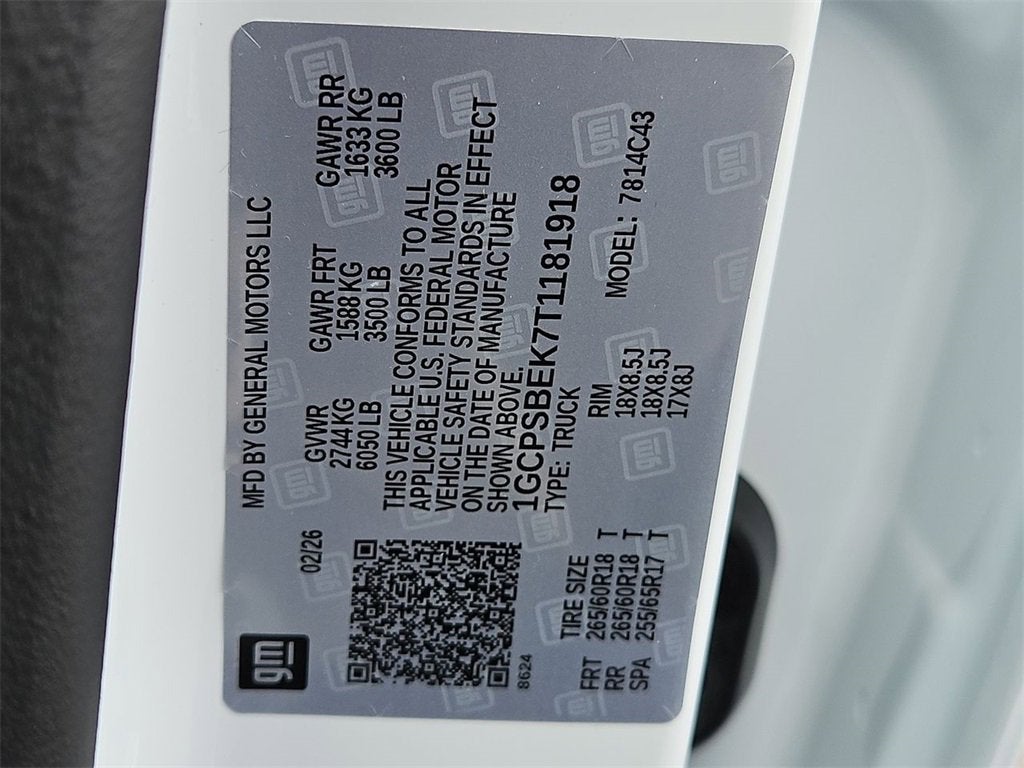 gm
02/26
MFD BY GENERAL MOTORS LLC
GVWR GAWR FRT GAWR RR
2744 KG 1588 KG 1633 KG
6050 LB 3500 LB 3600 LB
THIS VEHICLE CONFORMS TO ALL
APPLICABLE U.S. FEDERAL MOTOR
VEHICLE SAFETY STANDARDS IN EFFECT
ON THE DATE OF MANUFACTURE
SHOWN ABOVE.
1GCPSBEK7T1181918
8624
TYPE: TRUCK MODEL: 7814C43
TIRE SIZE RIM
FRT 265/60R18 T 18X8.5J
RR 265/60R18 T 18X8.5J
SPA 255/65R17 T 17X8J